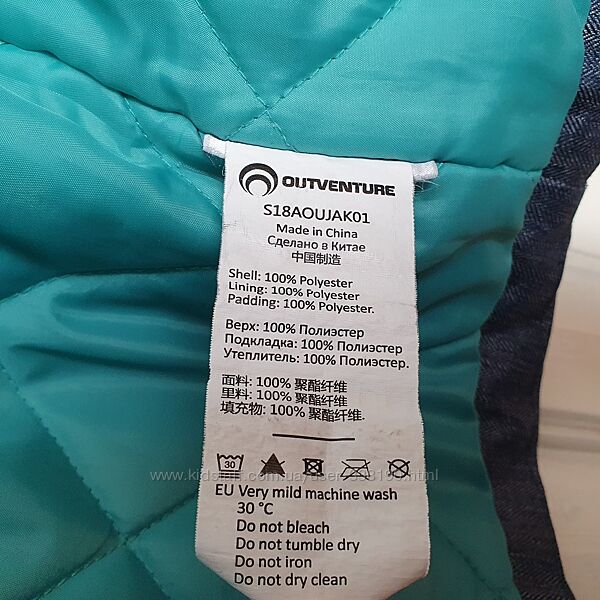 OUTVENTURE
S18AOUJAK01
Made in China
Сделано в Китае
中国制造
Shell: 100% Polyester
Lining: 100% Polyester
Padding: 100% Polyester.
Верх: 100% Полиэстер
Подкладка: 100% Полиэстер
Утеплитель: 100% Полиэстер.
面料: 100% 聚酯纤维
里料: 100% 聚酯纤维
填充物: 100% 聚酯纤维.
30
EU Very mild machine wash
30 °C
Do not bleach
Do not tumble dry
Do not iron
Do not dry clean